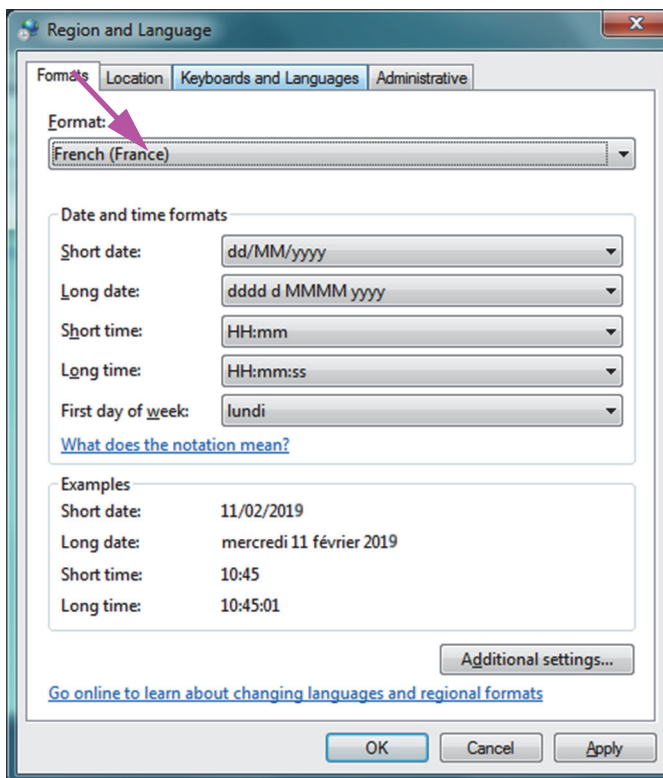 Region and Language
Formats Location Keyboards and Languages Administrative
Format:
French (France)
Date and time formats
Short date: dd/MM/yyyy
Long date: dddd d MMMM yyyy
Short time: HH:mm
Long time: HH:mm:ss
First day of week: lundi
What does the notation mean?
Examples
Short date: 11/02/2019
Long date: mercredi 11 février 2019
Short time: 10:45
Long time: 10:45:01
Additional settings...
Go online to learn about changing languages and regional formats
OK Cancel Apply